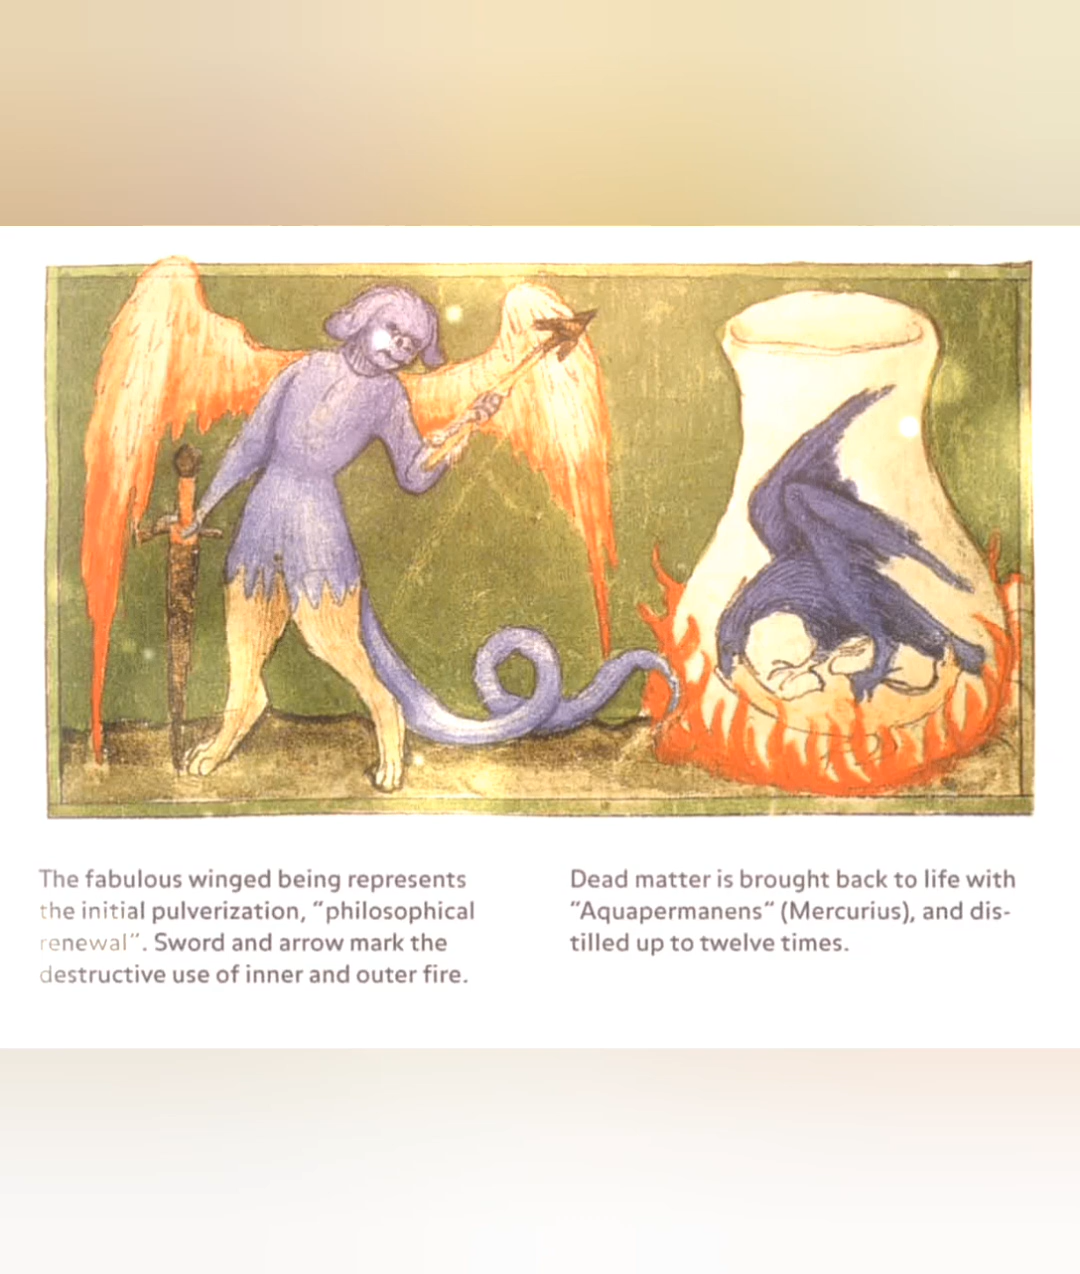 The fabulous winged being represents
the initial pulverization, “philosophical
renewal“. Sword and arrow mark the
destructive use of inner and outer fire.
Dead matter is brought back to life with
“Aquapermanens“ (Mercurius), and dis-
tilled up to twelve times.